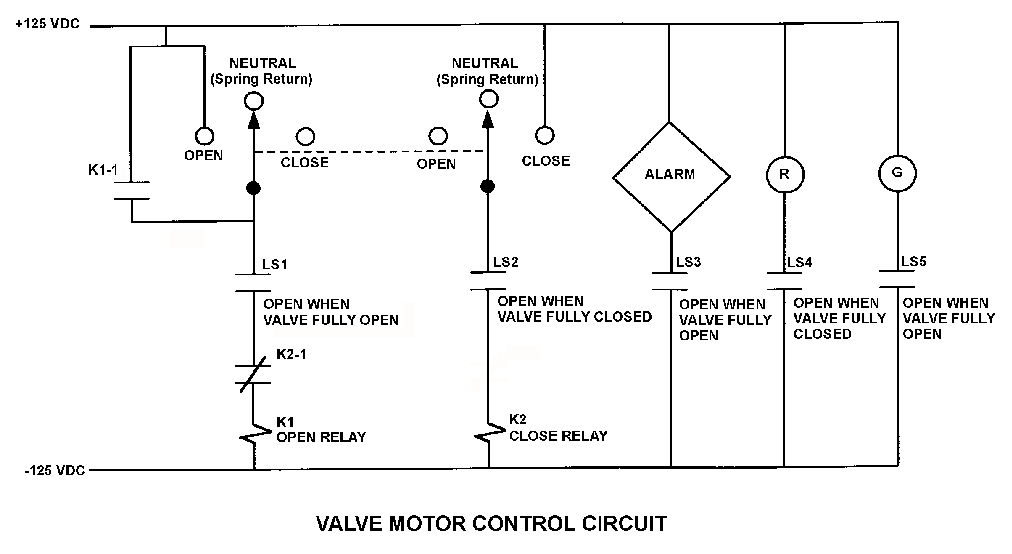 +125 VDC
NEUTRAL
(Spring Return)
NEUTRAL
(Spring Return)
OPEN
CLOSE
OPEN
CLOSE
K1-1
ALARM
R
G
LS1
OPEN WHEN
VALVE FULLY OPEN
LS2
OPEN WHEN
VALVE FULLY CLOSED
LS3
OPEN WHEN
VALVE FULLY
OPEN
LS4
OPEN WHEN
VALVE FULLY
CLOSED
LS5
OPEN WHEN
VALVE FULLY
OPEN
K2-1
K1
OPEN RELAY
K2
CLOSE RELAY
-125 VDC
VALVE MOTOR CONTROL CIRCUIT